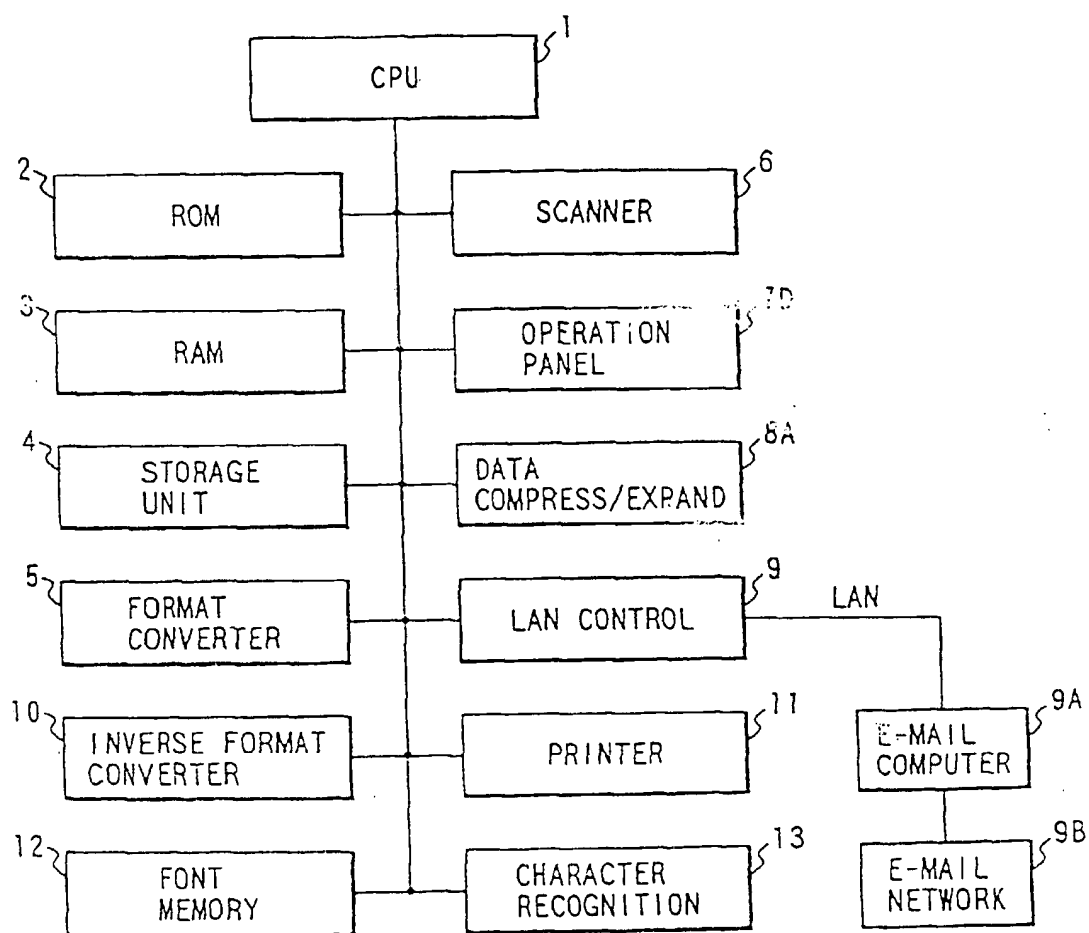 1
CPU
2
ROM
6
SCANNER
3
RAM
7D
OPERATION
PANEL
4
STORAGE
UNIT
8A
DATA
COMPRESS/EXPAND
5
FORMAT
CONVERTER
9
LAN CONTROL
LAN
10
INVERSE FORMAT
CONVERTER
11
PRINTER
9A
E-MAIL
COMPUTER
12
FONT
MEMORY
13
CHARACTER
RECOGNITION
9B
E-MAIL
NETWORK